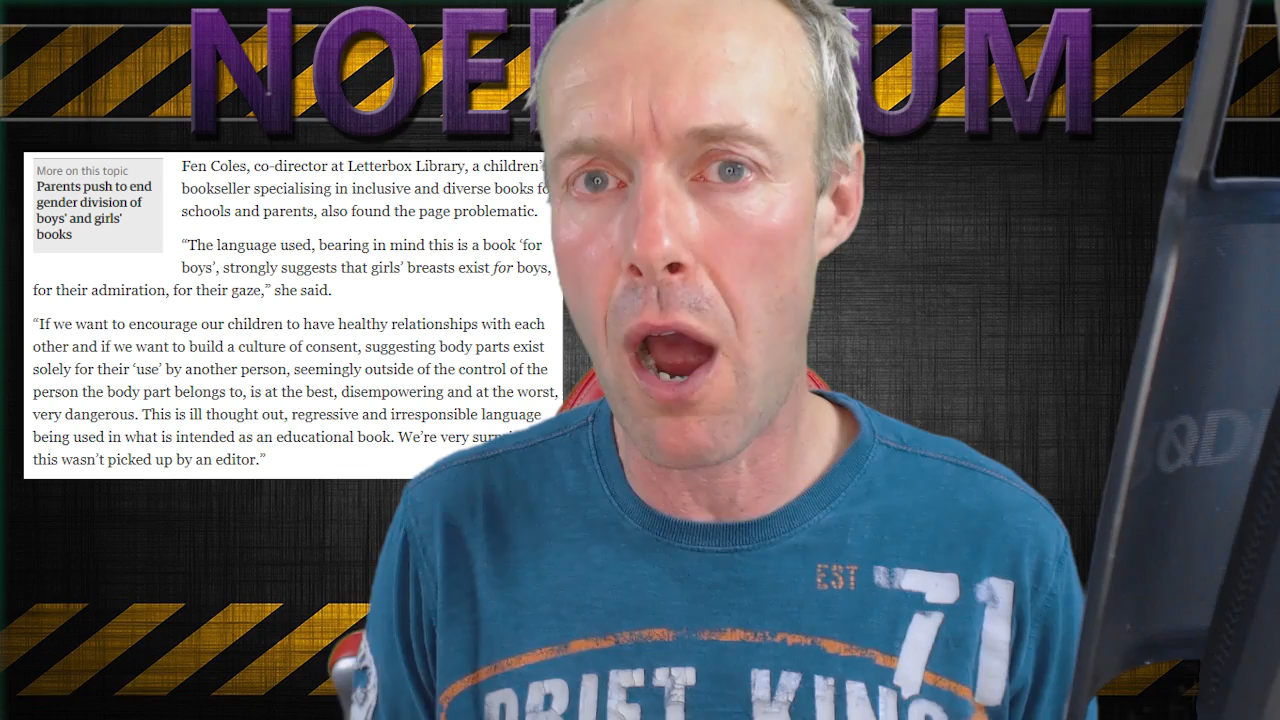 NOE UM
More on this topic
Parents push to end
gender division of
boys' and girls'
books
Fen Coles, co-director at Letterbox Library, a children’
bookseller specialising in inclusive and diverse books fo
schools and parents, also found the page problematic.
“The language used, bearing in mind this is a book ‘for
boys’, strongly suggests that girls’ breasts exist for boys,
for their admiration, for their gaze,” she said.
“If we want to encourage our children to have healthy relationships with each
other and if we want to build a culture of consent, suggesting body parts exist
solely for their ‘use’ by another person, seemingly outside of the control of the
person the body part belongs to, is at the best, disempowering and at the worst,
very dangerous. This is ill thought out, regressive and irresponsible language
being used in what is intended as an educational book. We’re very
this wasn’t picked up by an editor.”
EST 71
DRIFT KING